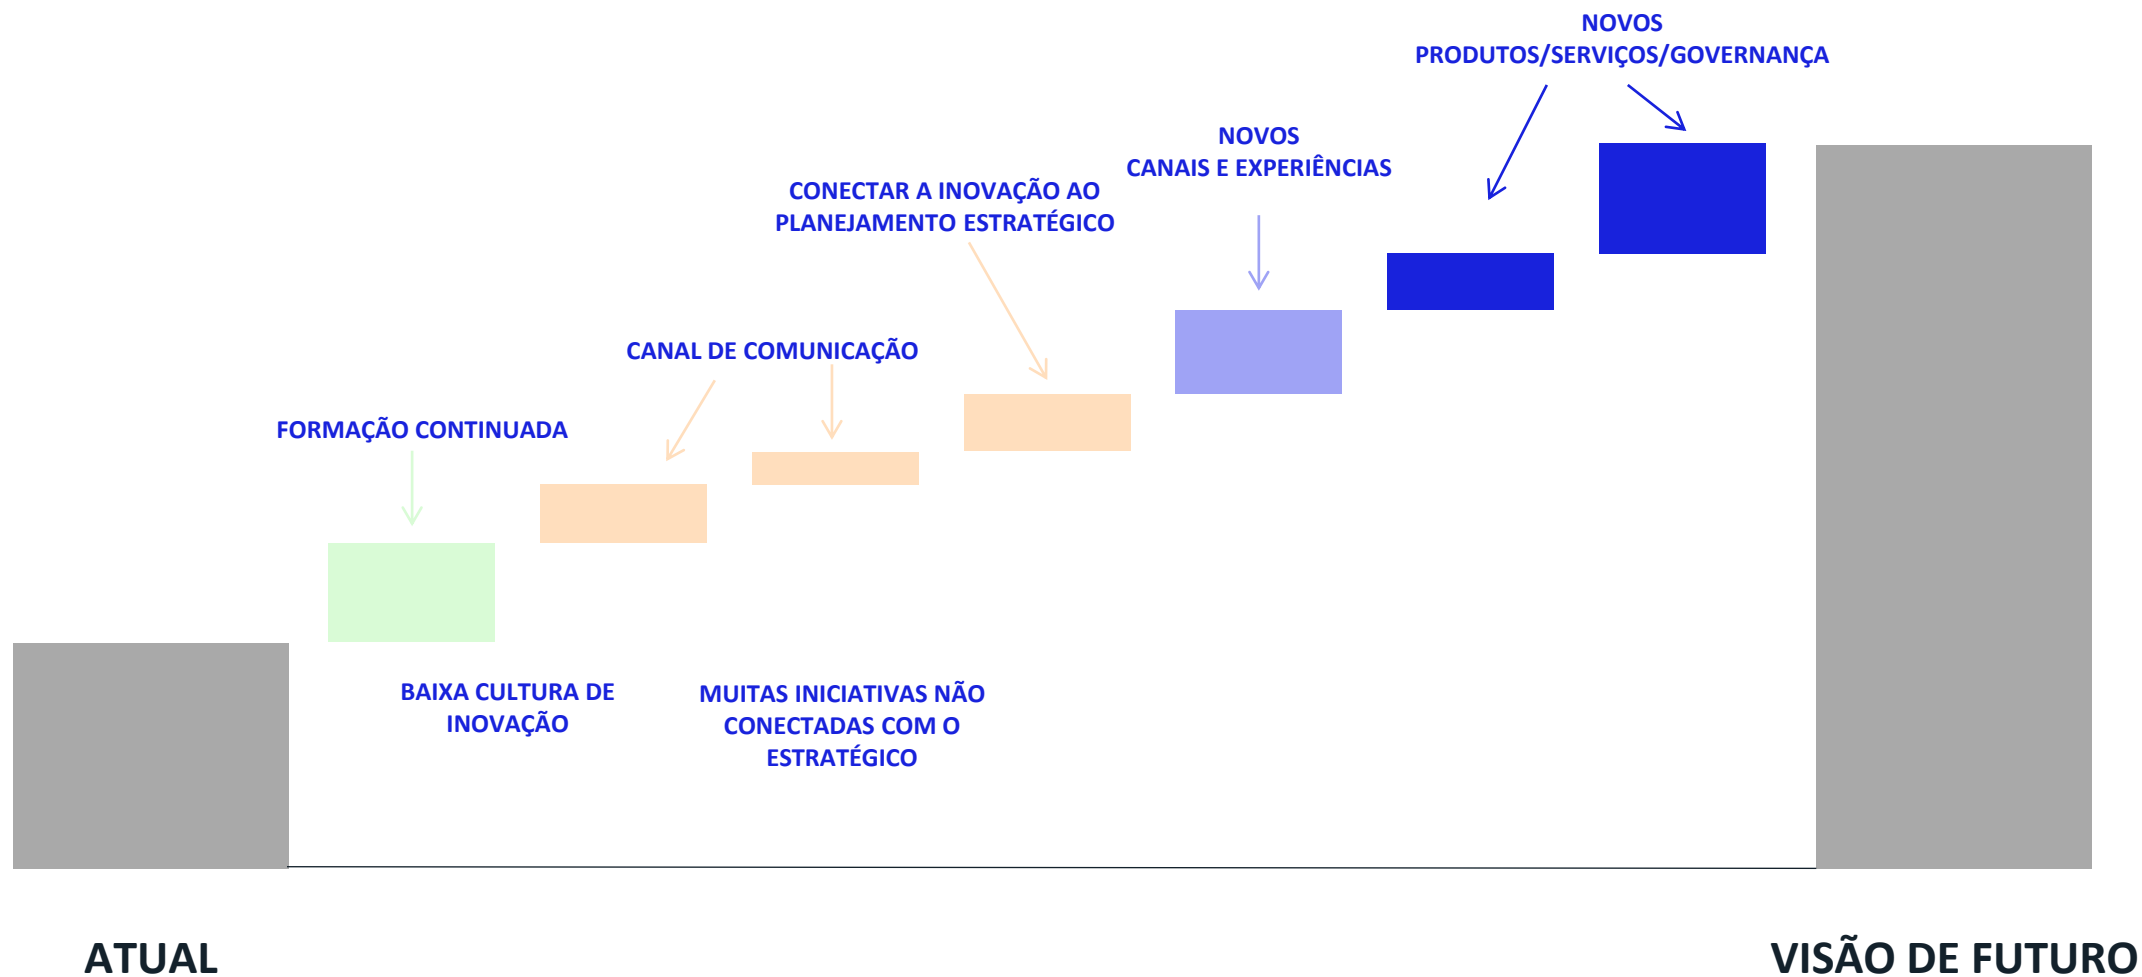 NOVOS
PRODUTOS/SERVIÇOS/GOVERNANÇA
NOVOS
CANAIS E EXPERIÊNCIAS
CONECTAR A INOVAÇÃO AO
PLANEJAMENTO ESTRATÉGICO
CANAL DE COMUNICAÇÃO
FORMAÇÃO CONTINUADA
BAIXA CULTURA DE
INOVAÇÃO
MUITAS INICIATIVAS NÃO
CONECTADAS COM O
ESTRATÉGICO
ATUAL
VISÃO DE FUTURO